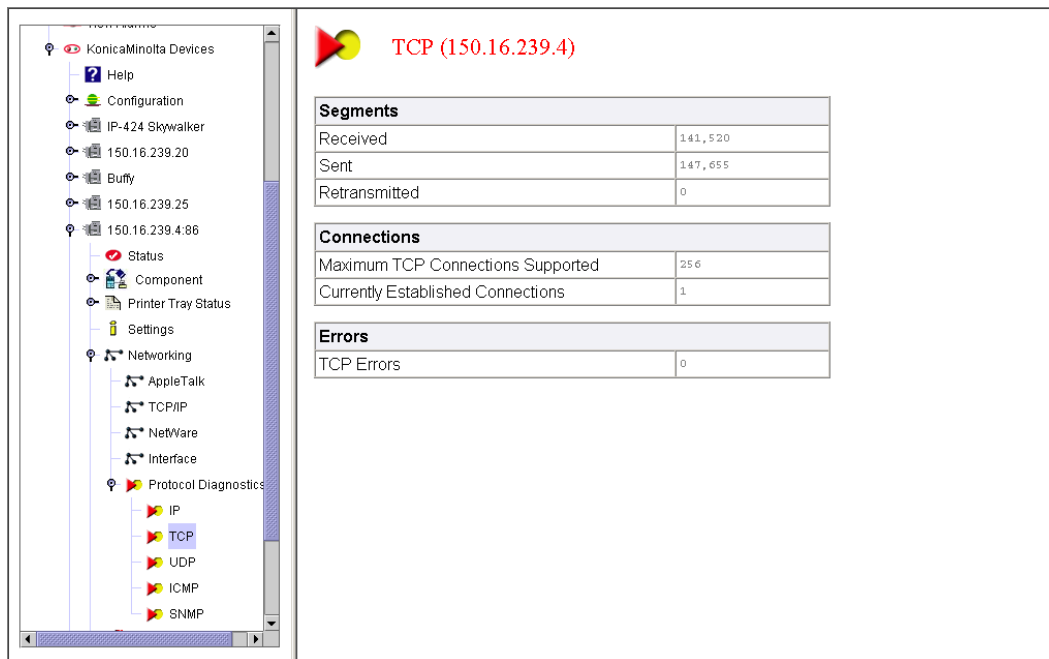 KonicaMinolta Devices
Help
Configuration
IP-424 Skywalker
150.16.239.20
Buffy
150.16.239.25
150.16.239.4:86
Status
Component
Printer Tray Status
Settings
Networking
AppleTalk
TCP/IP
NetWare
Interface
Protocol Diagnostics
IP
TCP
UDP
ICMP
SNMP
TCP (150.16.239.4)
Segments
Received 141,520
Sent 147,655
Retransmitted 0
Connections
Maximum TCP Connections Supported 256
Currently Established Connections 1
Errors
TCP Errors 0